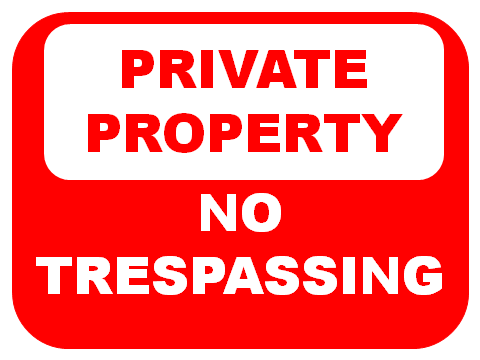 PRIVATE
PROPERTY
NO
TRESPASSING